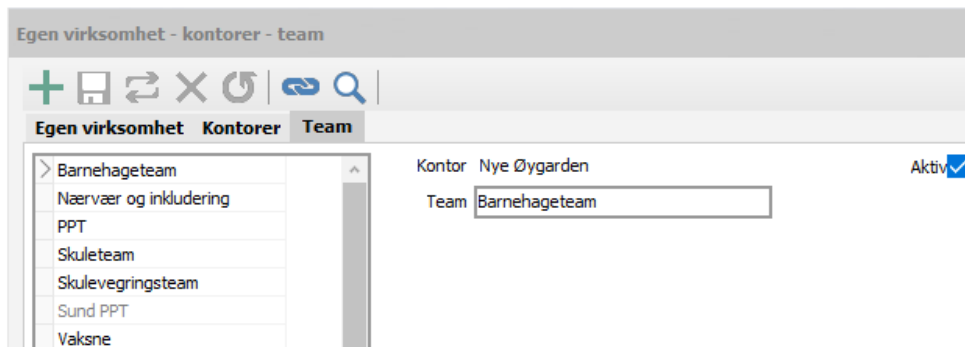 Egen virksomhet - kontorer - team
Egen virksomhet Kontorer Team
Barnehageteam
Nærvær og inkludering
PPT
Skuleteam
Skulevegringsteam
Sund PPT
Vaksne
Kontor Nye Øygarden Aktiv
Team Barnehageteam